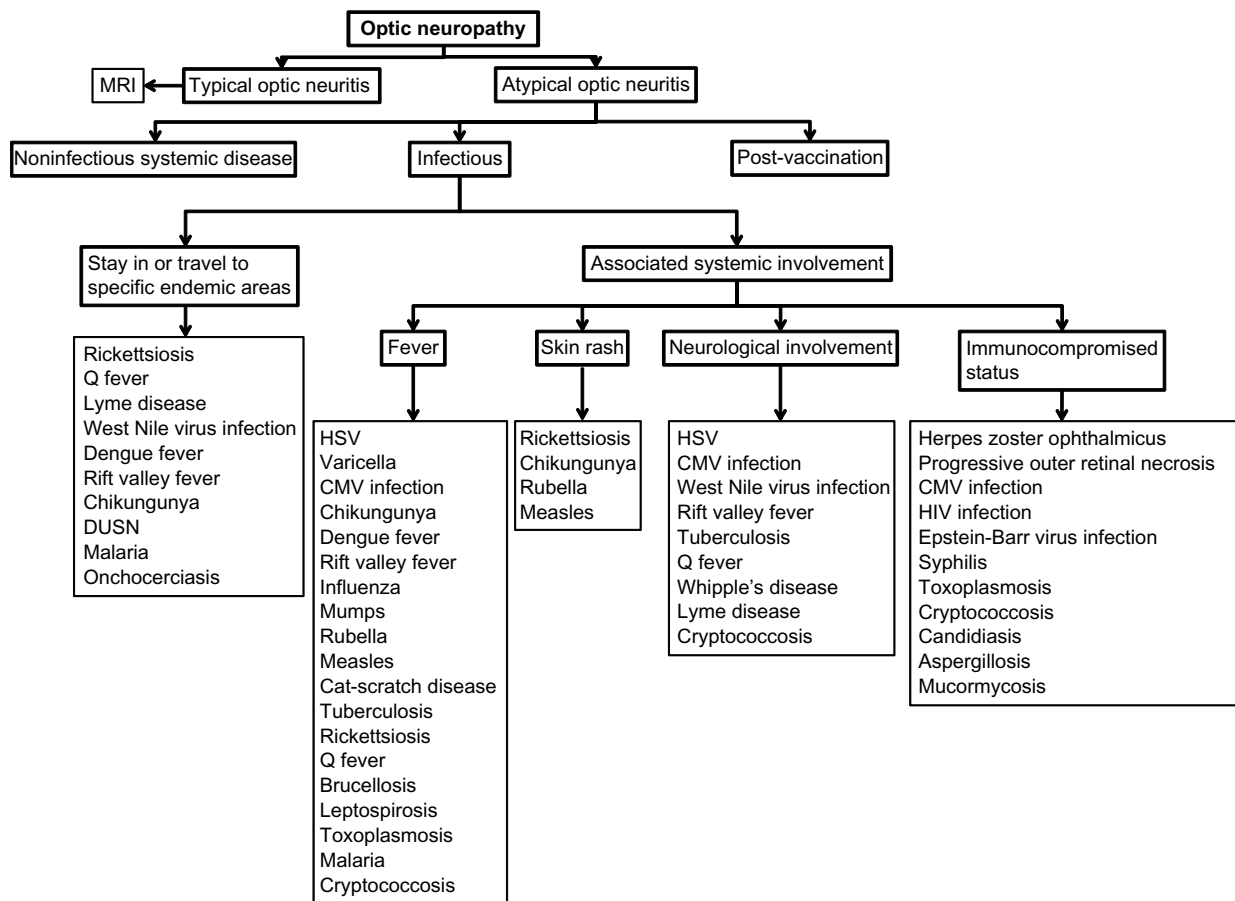 Optic neuropathy
MRI
Typical optic neuritis
Atypical optic neuritis
Noninfectious systemic disease
Infectious
Post-vaccination
Stay in or travel to
specific endemic areas
Associated systemic involvement
Rickettsiosis
Q fever
Lyme disease
West Nile virus infection
Dengue fever
Rift valley fever
Chikungunya
DUSN
Malaria
Onchocerciasis
Fever
HSV
Varicella
CMV infection
Chikungunya
Dengue fever
Rift valley fever
Influenza
Mumps
Rubella
Measles
Cat-scratch disease
Tuberculosis
Rickettsiosis
Q fever
Brucellosis
Leptospirosis
Toxoplasmosis
Malaria
Cryptococcosis
Skin rash
Rickettsiosis
Chikungunya
Rubella
Measles
Neurological involvement
HSV
CMV infection
West Nile virus infection
Rift valley fever
Tuberculosis
Q fever
Whipple's disease
Lyme disease
Cryptococcosis
Immunocompromised
status
Herpes zoster ophthalmicus
Progressive outer retinal necrosis
CMV infection
HIV infection
Epstein-Barr virus infection
Syphilis
Toxoplasmosis
Cryptococcosis
Candidiasis
Aspergillosis
Mucormycosis